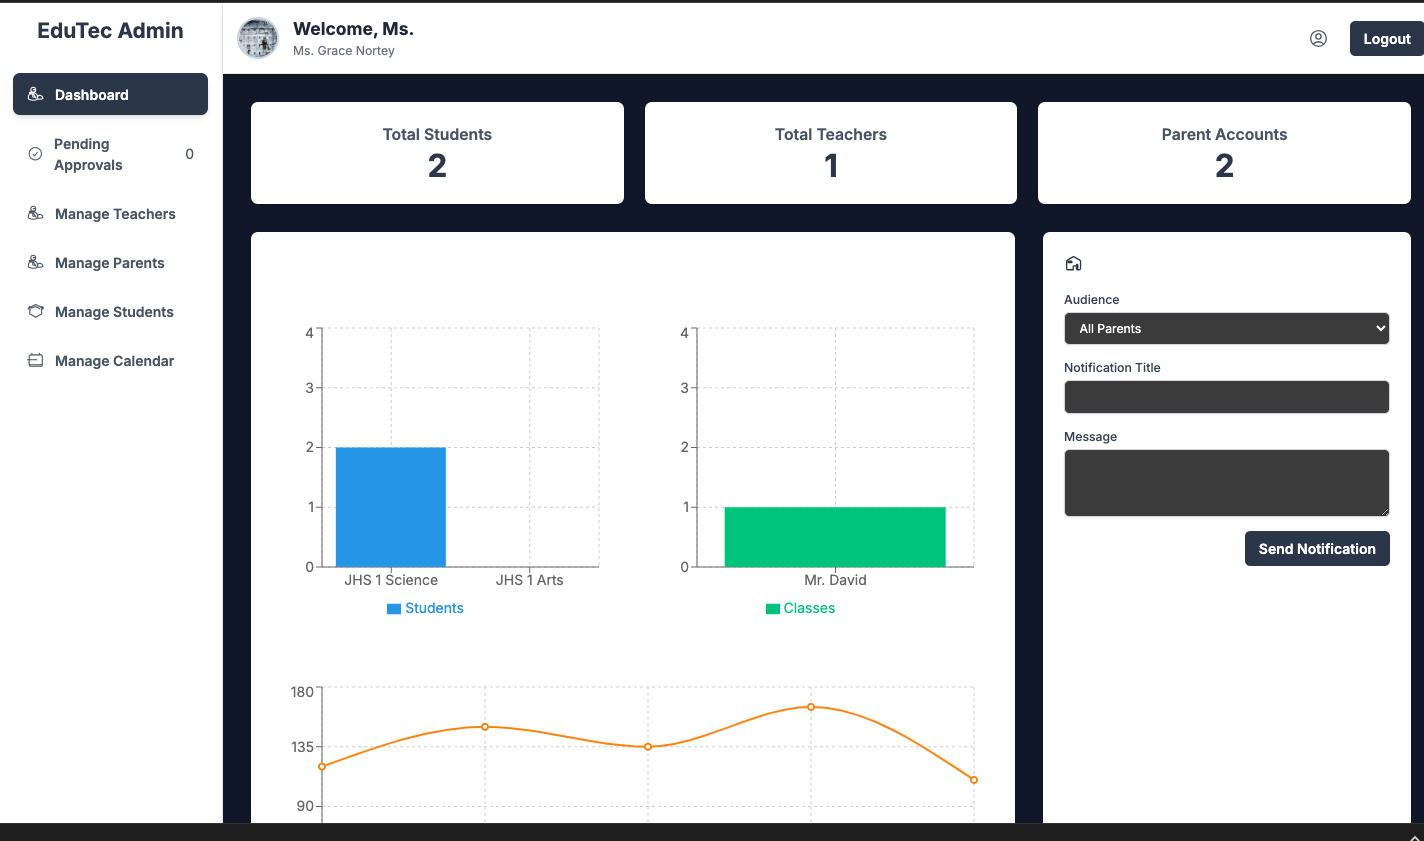 EduTec Admin
Dashboard
Pending
Approvals
0
Manage Teachers
Manage Parents
Manage Students
Manage Calendar
Welcome, Ms.
Ms. Grace Nortey
Logout
Total Students
2
Total Teachers
1
Parent Accounts
2
4
3
2
1
0
JHS 1 Science JHS 1 Arts
Students
4
3
2
1
0
Mr. David
Classes
180
135
90
Audience
All Parents
Notification Title
Message
Send Notification